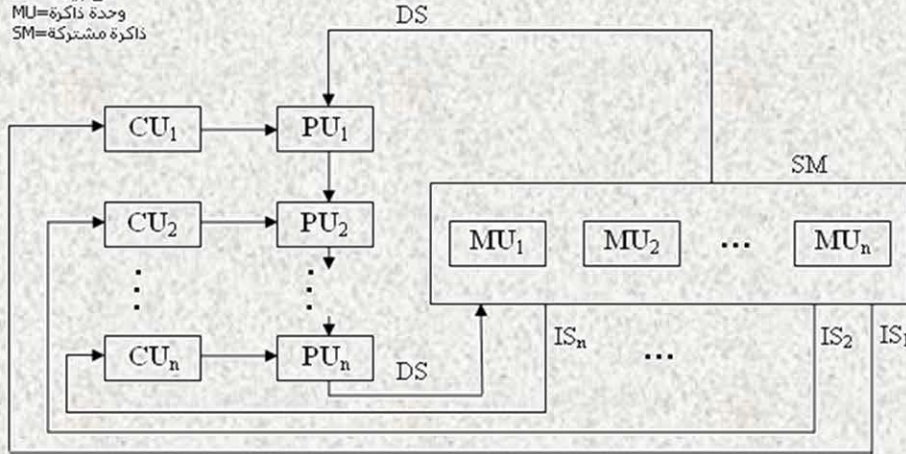 MU=وحدة ذاكرة
SM=ذاكرة مشتركة
DS
CU1 PU1
SM
CU2 PU2 MU1 MU2 ... MUn
⋮ ⋮
ISn ... IS2 IS1
CUn PUn DS